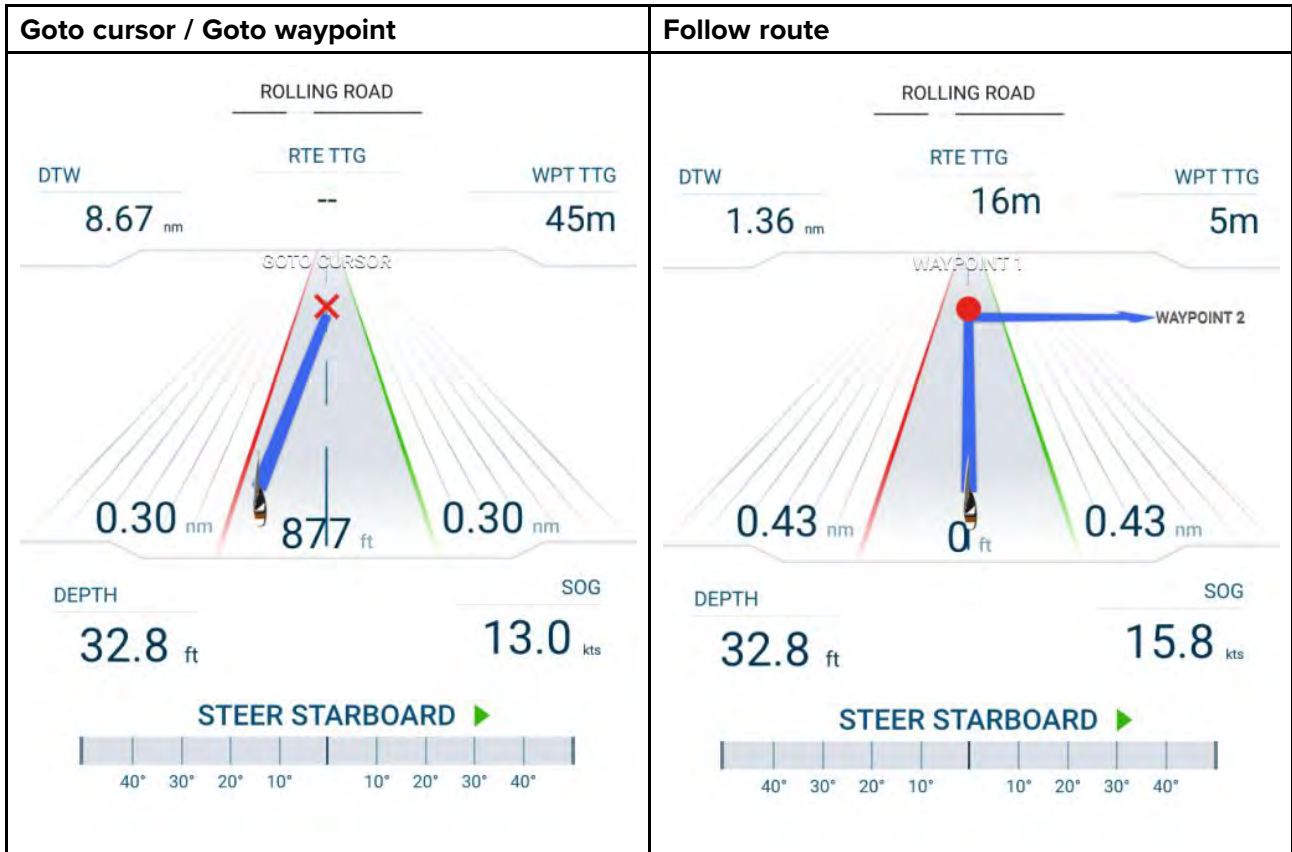 Goto cursor / Goto waypoint
ROLLING ROAD
RTE TTG
DTW
WPT TTG
--
8.67 nm
45m
GOTO CURSOR
0.30 nm
877 ft
0.30 nm
DEPTH
SOG
32.8 ft
13.0 kts
STEER STARBOARD
40° 30° 20° 10° 10° 20° 30° 40°
Follow route
ROLLING ROAD
RTE TTG
DTW
WPT TTG
16m
1.36 nm
5m
WAYPOINT 1
WAYPOINT 2
0.43 nm
0 ft
0.43 nm
DEPTH
SOG
32.8 ft
15.8 kts
STEER STARBOARD
40° 30° 20° 10° 10° 20° 30° 40°